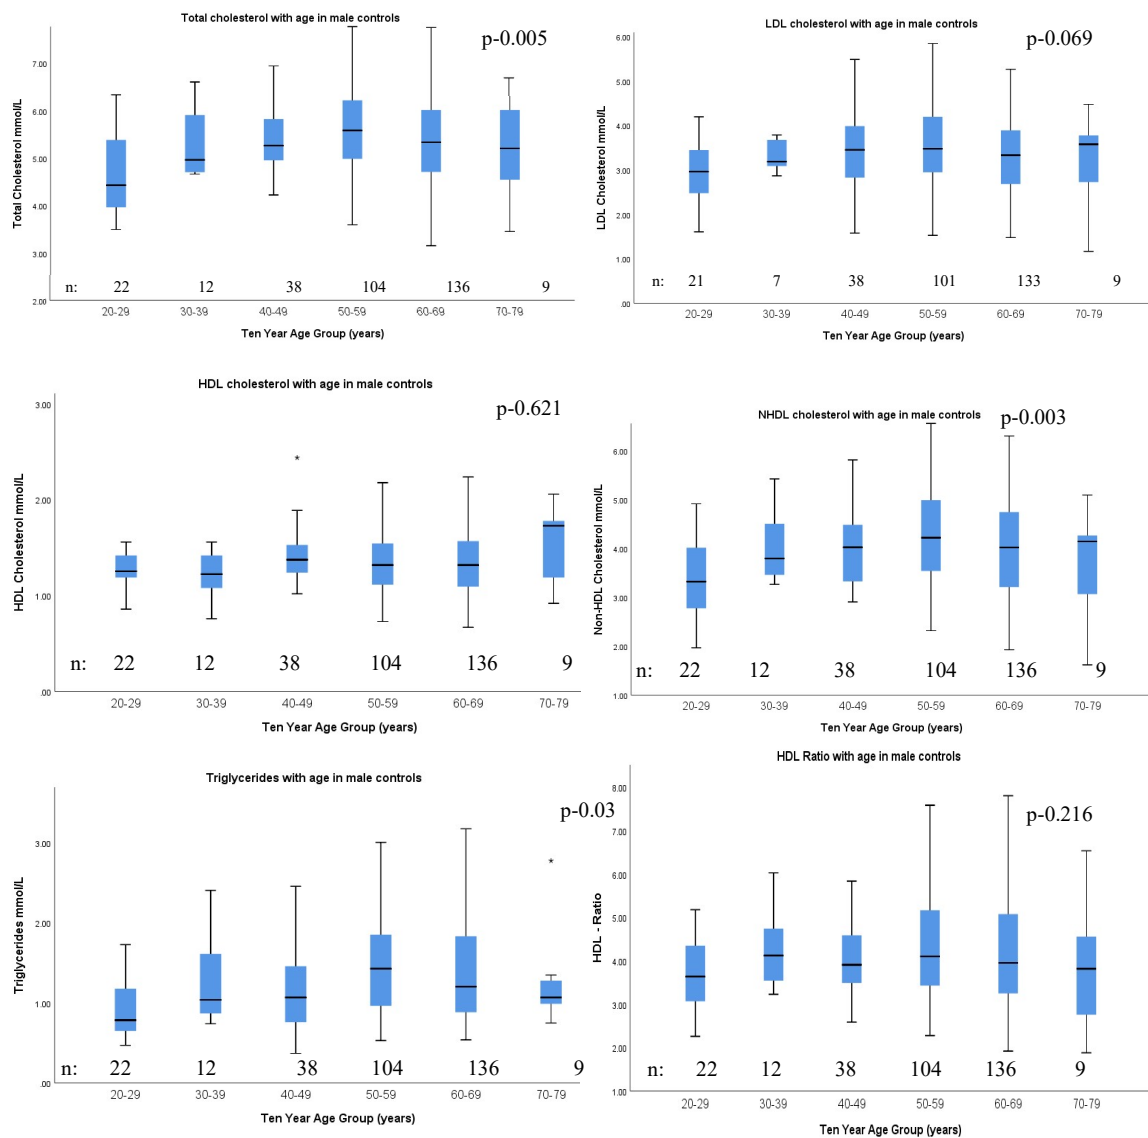 Total cholesterol with age in male controls
p-0.005
Total Cholesterol mmol/L
7.00
6.00
5.00
4.00
3.00
2.00
n: 22 12 38 104 136 9
20-29 30-39 40-49 50-59 60-69 70-79
Ten Year Age Group (years)
LDL cholesterol with age in male controls
p-0.069
LDL Cholesterol mmol/L
6.00
5.00
4.00
3.00
2.00
1.00
.00
n: 21 7 38 101 133 9
20-29 30-39 40-49 50-59 60-69 70-79
Ten Year Age Group (years)
HDL cholesterol with age in male controls
p-0.621
HDL Cholesterol mmol/L
3.00
2.00
1.00
.00
*
n: 22 12 38 104 136 9
20-29 30-39 40-49 50-59 60-69 70-79
Ten Year Age Group (years)
NHDL cholesterol with age in male controls
p-0.003
Non-HDL Cholesterol mmol/L
6.00
5.00
4.00
3.00
2.00
1.00
n: 22 12 38 104 136 9
20-29 30-39 40-49 50-59 60-69 70-79
Ten Year Age Group (years)
Triglycerides with age in male controls
p-0.03
Triglycerides mmol/L
3.00
2.00
1.00
.00
*
n: 22 12 38 104 136 9
20-29 30-39 40-49 50-59 60-69 70-79
Ten Year Age Group (years)
HDL Ratio with age in male controls
p-0.216
HDL - Ratio
8.00
7.00
6.00
5.00
4.00
3.00
2.00
1.00
n: 22 12 38 104 136 9
20-29 30-39 40-49 50-59 60-69 70-79
Ten Year Age Group (years)